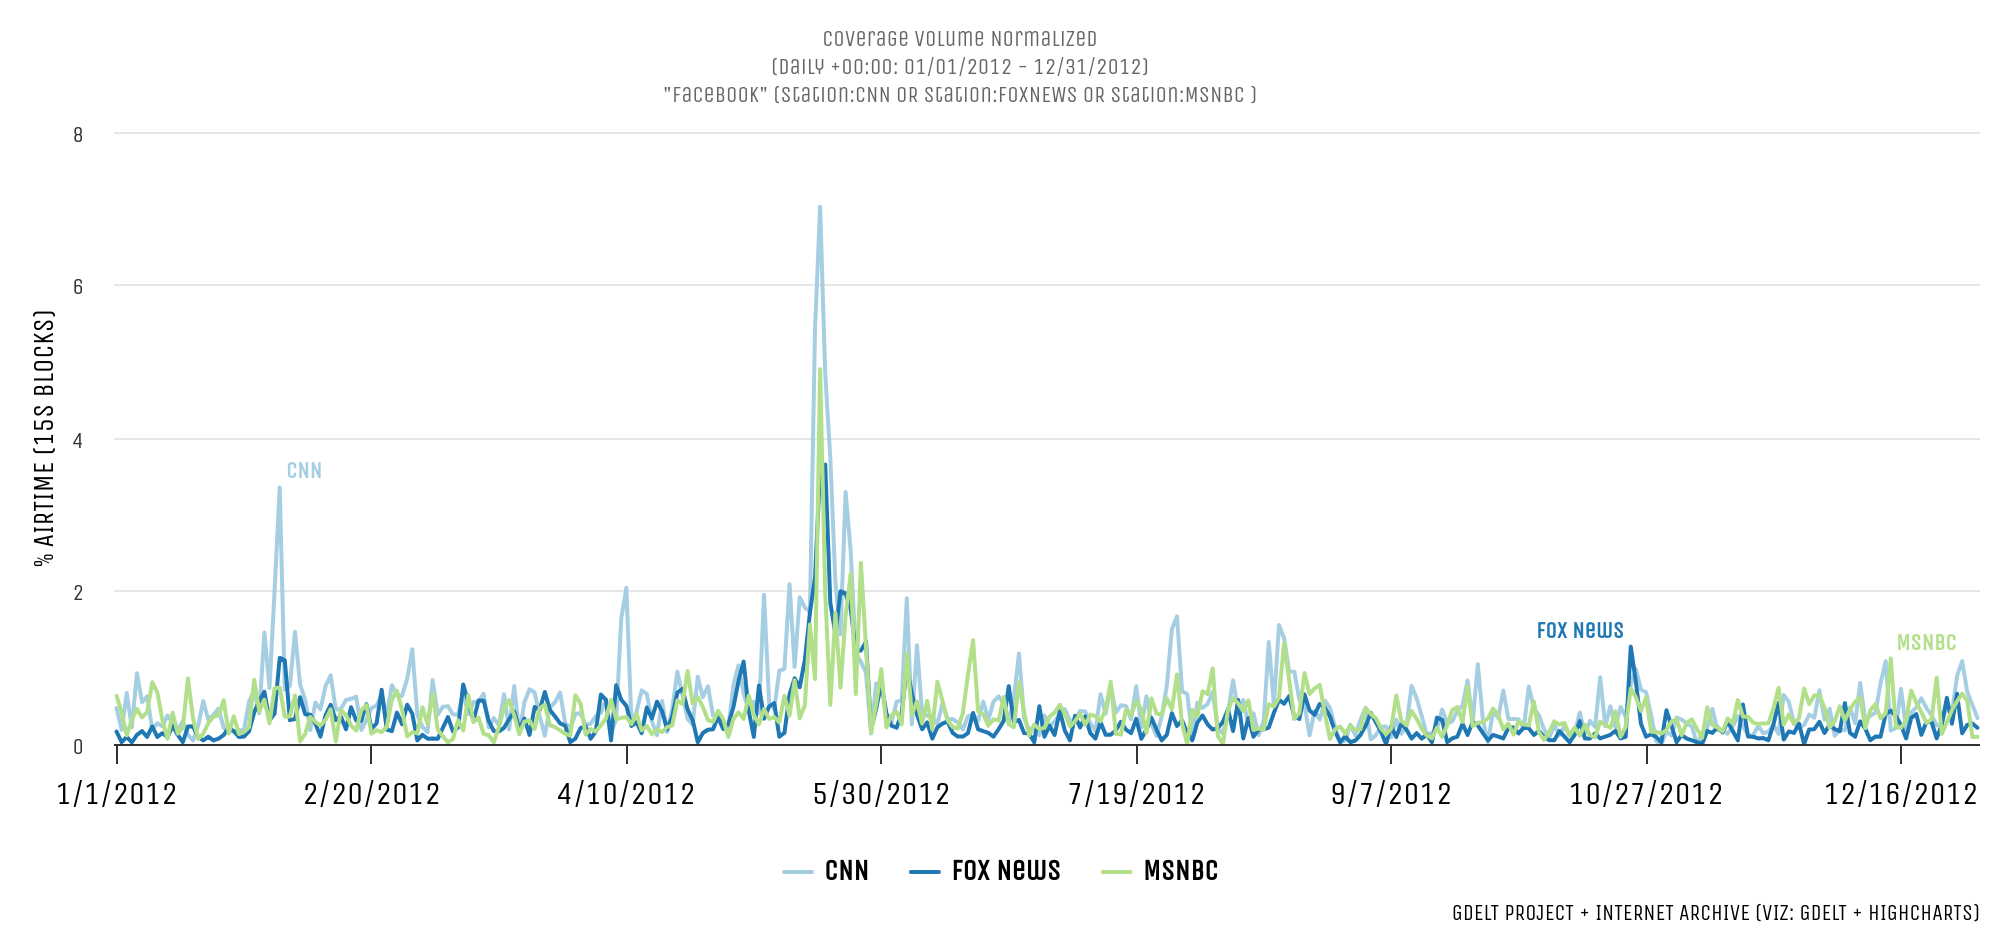 Coverage Volume Normalized
(Daily +00:00: 01/01/2012 - 12/31/2012)
"Facebook" (Station:CNN OR Station:FOXNEWS OR Station:MSNBC )
8
6
4
2
0
% AIRTIME (15S BLOCKS)
CNN
FOX News
MSNBC
1/1/2012
2/20/2012
4/10/2012
5/30/2012
7/19/2012
9/7/2012
10/27/2012
12/16/2012
CNN
FOX News
MSNBC
GDELT PROJECT + INTERNET ARCHIVE (VIZ: GDELT + HIGHCHARTS)